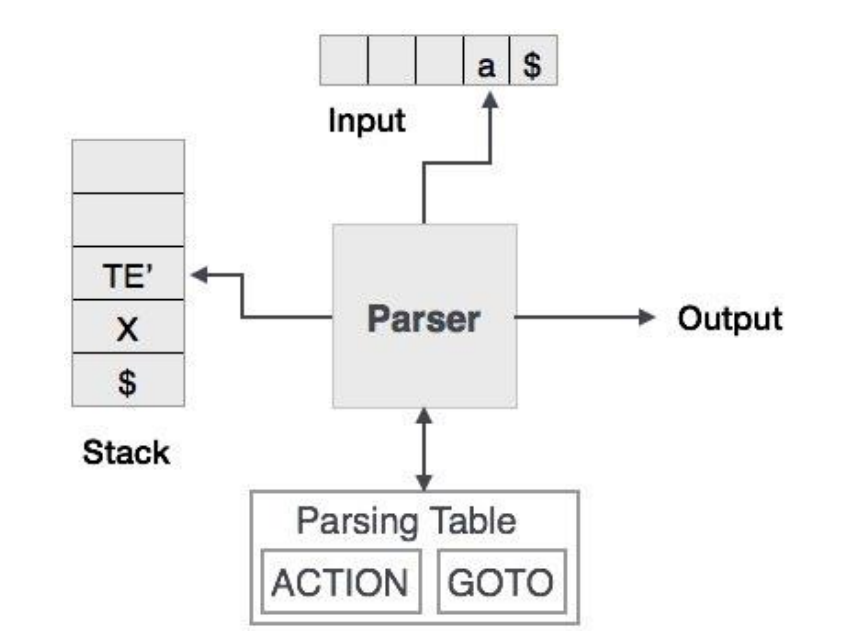 a $
Input
TE’
X
$
Stack
Parser
Output
Parsing Table
ACTION GOTO